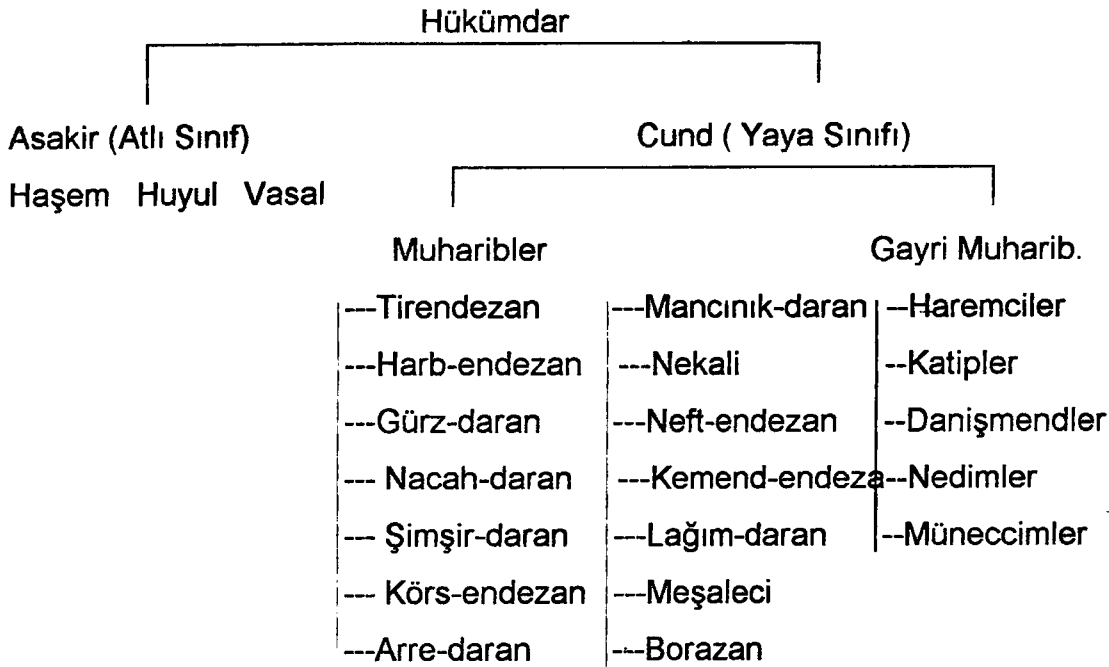 Hükümdar
Asakir (Atlı Sınıf) Cund ( Yaya Sınıfı)
Haşem Huyul Vasal
Muharibler Gayri Muharib.
---Tirendezan ---Mancınık-daran --Haremciler
---Harb-endezan ---Nekali --Katipler
---Gürz-daran ---Neft-endezan --Danişmendler
--- Nacah-daran ---Kemend-endeza --Nedimler
--- Şimşir-daran ---Lağım-daran --Müneccimler
--- Körs-endezan ---Meşaleci
---Arre-daran ---Borazan